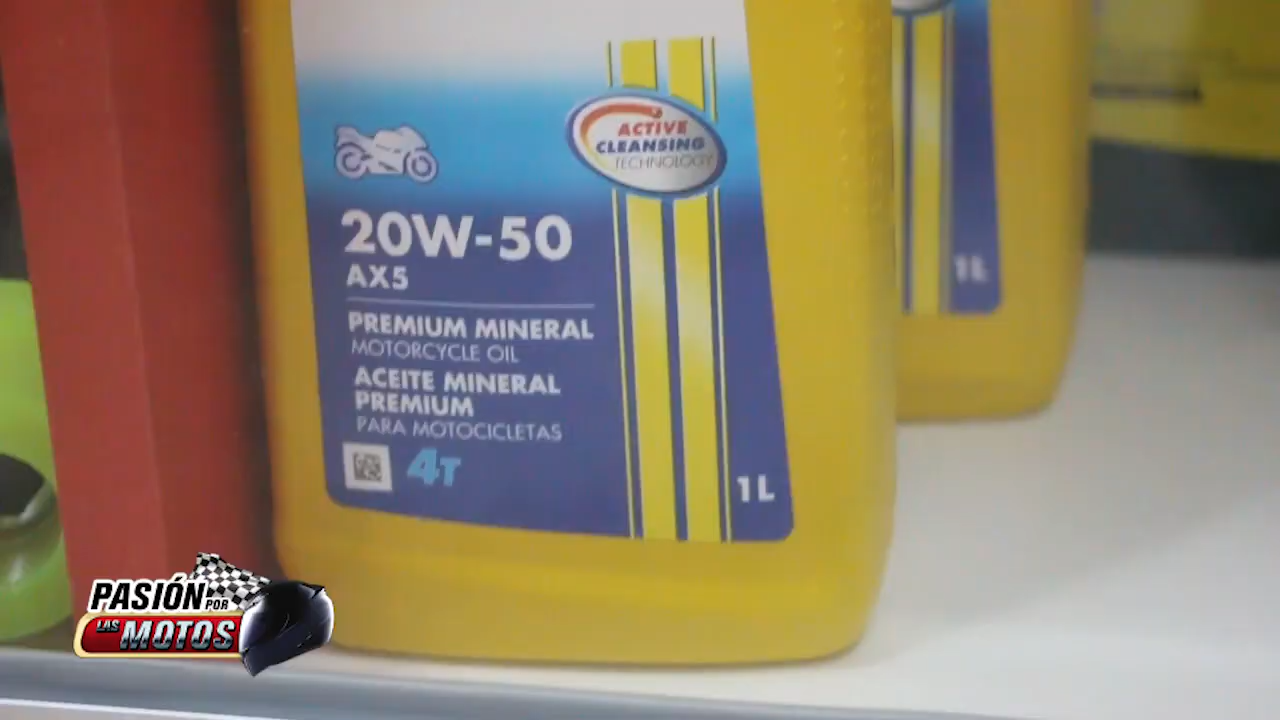 ACTIVE
CLEANSING
TECHNOLOGY
20W-50
AX5
PREMIUM MINERAL
MOTORCYCLE OIL
ACEITE MINERAL
PREMIUM
PARA MOTOCICLETAS
4T
1L
1L
PASIÓN POR
LAS MOTOS